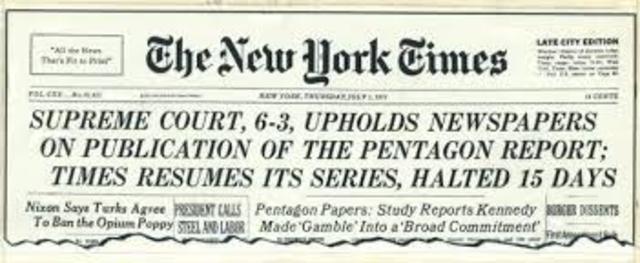 "All the News
That's Fit to Print"
The New York Times
LATE CITY EDITION
NEW YORK, THURSDAY, JULY 1, 1971
15 CENTS
SUPREME COURT, 6-3, UPHOLDS NEWSPAPERS
ON PUBLICATION OF THE PENTAGON REPORT;
TIMES RESUMES ITS SERIES, HALTED 15 DAYS
Nixon Says Turks Agree
To Ban the Opium Poppy
PRESIDENT CALLS
STEEL AND LABOR
Pentagon Papers: Study Reports Kennedy
Made 'Gamble' Into a 'Broad Commitment'
BURGER DISSENTS